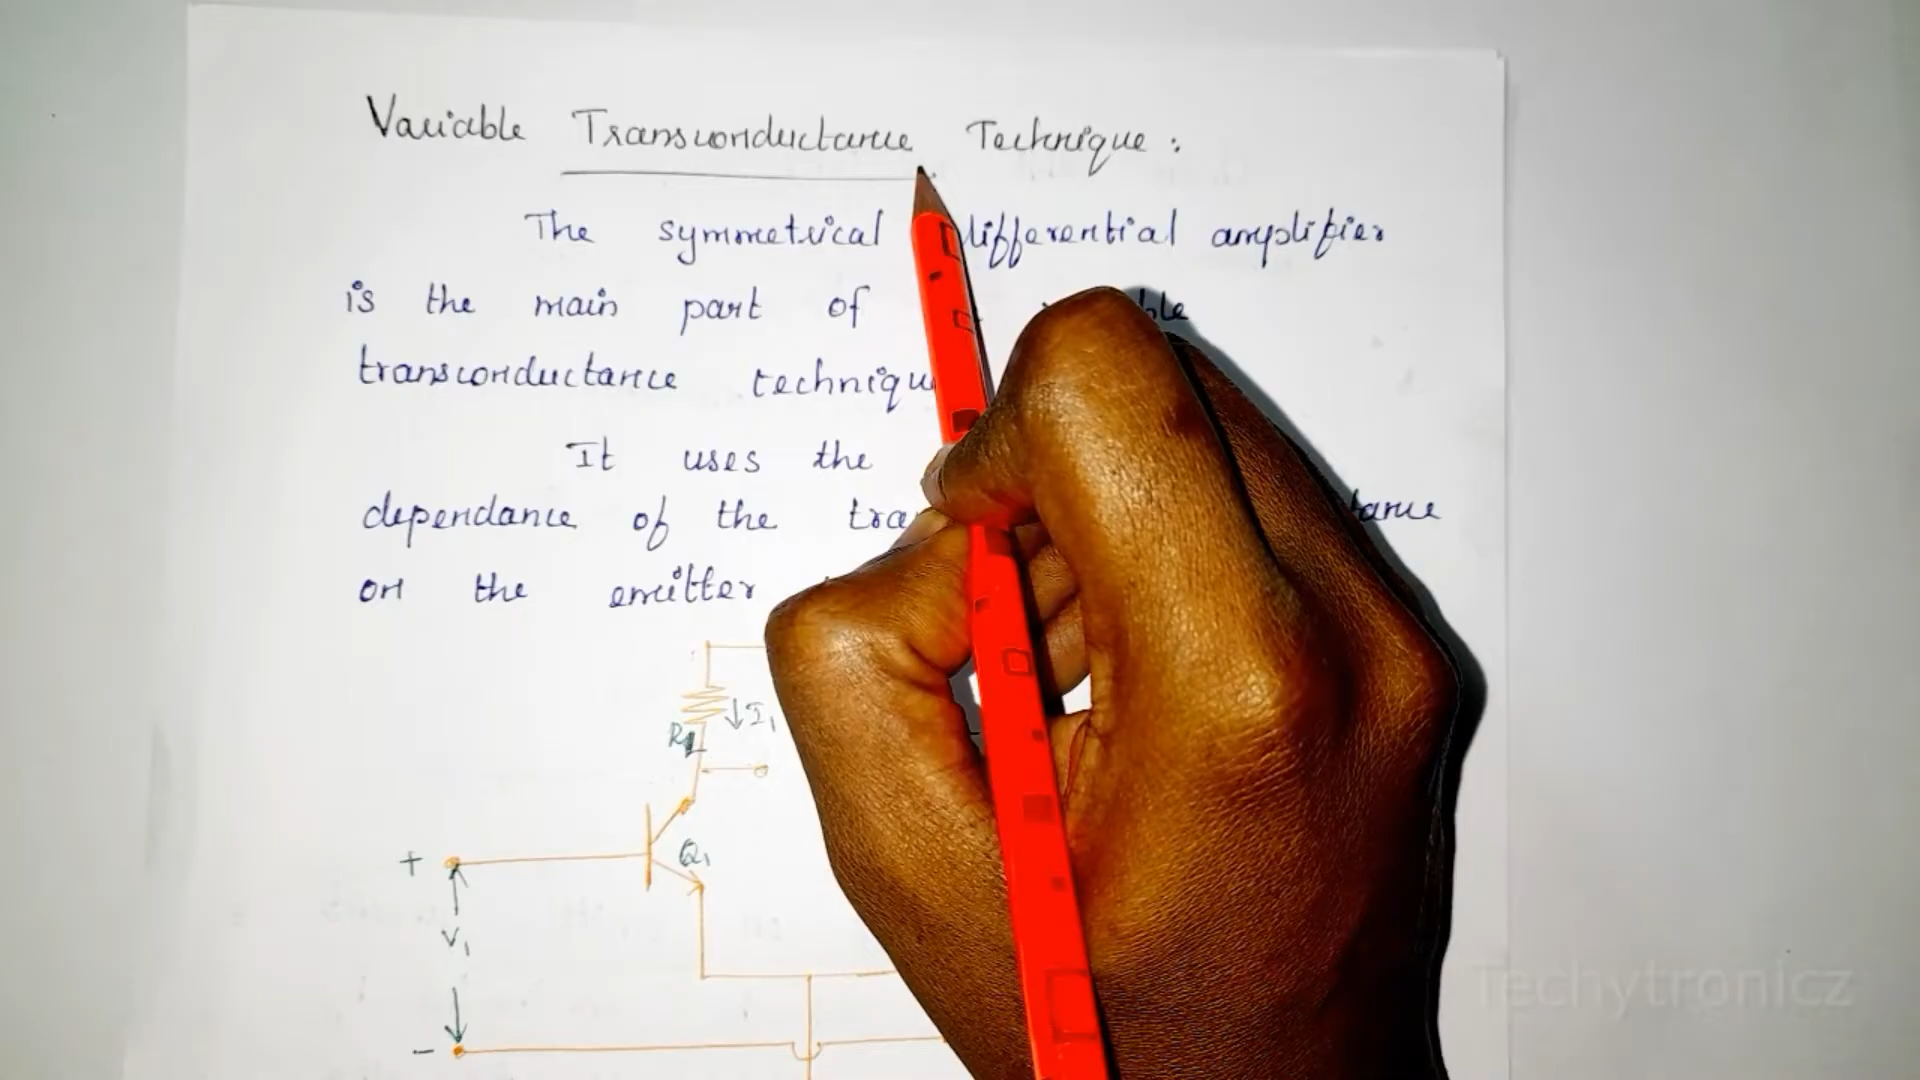 Variable Transconductance Technique :
The symmetrical differential amplifier
is the main part of
transconductance
It uses the
dependance of the
on the emitter
R1 ↓I1
Q1
+
V1
-
Techytronicz